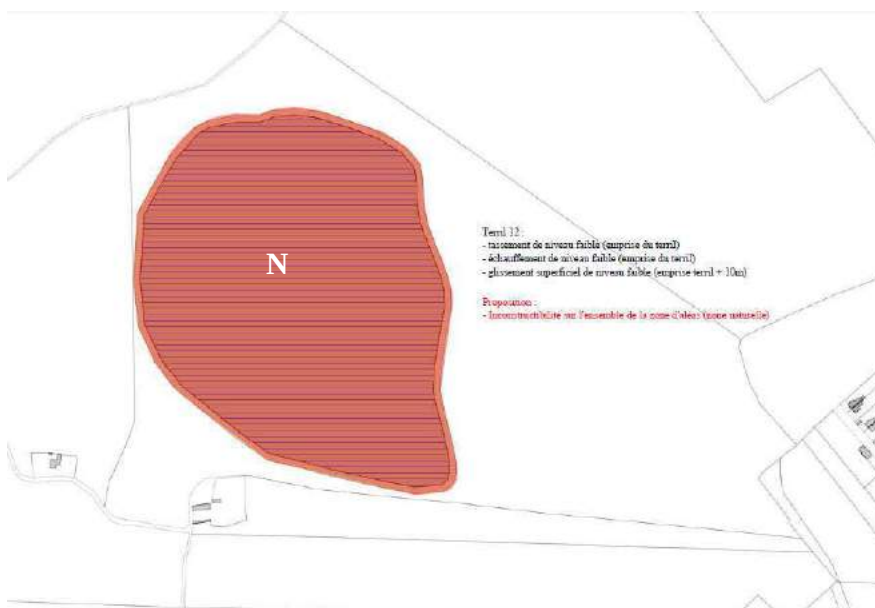 N
Terril 12 :
- tassement de niveau faible (emprise du terril)
- échauffement de niveau faible (emprise du terril)
- glissement superficiel de niveau faible (emprise terril + 10m)
Proposition :
- Inconstructibilité sur l'ensemble de la zone d'aléas (zone naturelle)